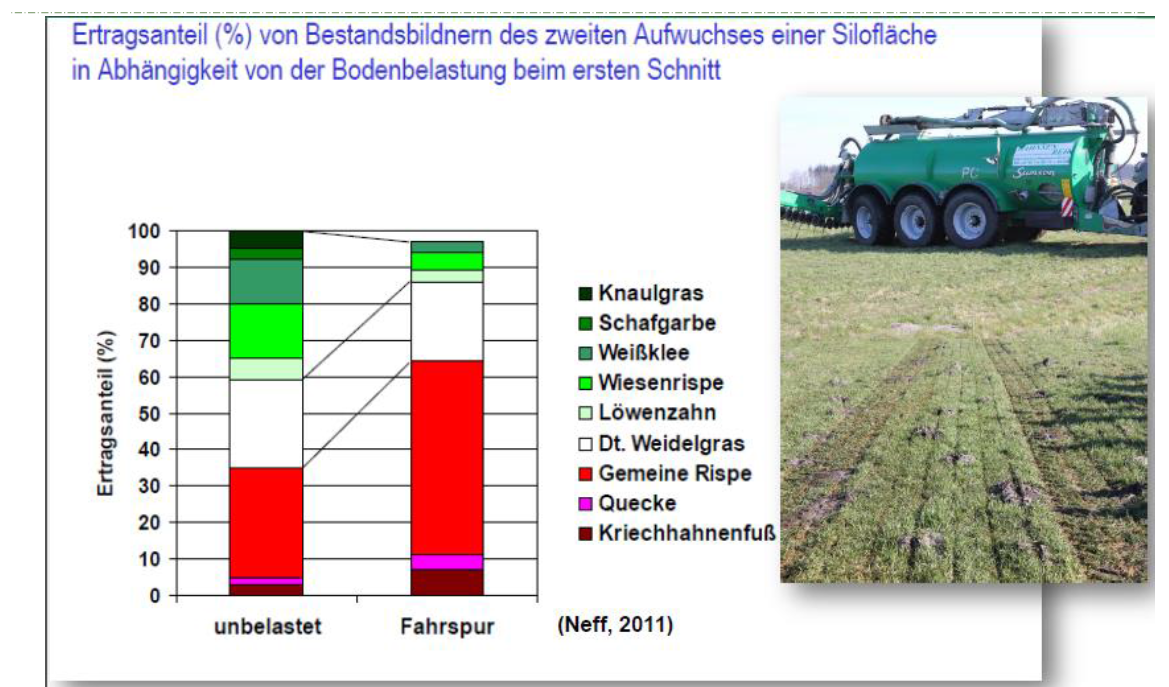 Ertragsanteil (%) von Bestandsbildnern des zweiten Aufwuchses einer Silofläche
in Abhängigkeit von der Bodenbelastung beim ersten Schnitt
Ertragsanteil (%)
100
90
80
70
60
50
40
30
20
10
0
unbelastet
Fahrspur
Knaulgras
Schafgarbe
Weißklee
Wiesenrispe
Löwenzahn
Dt. Weidelgras
Gemeine Rispe
Quecke
Kriechhahnenfuß
(Neff, 2011)
PG
Samson